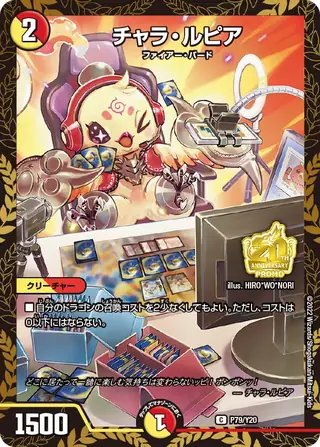 2
チャラ・ルピア
ファイアー・バード
20TH
ANNIVERSARY
PROMO
illus. HIRO*WO*NORI
クリーチャー
■自分のドラゴンの召喚コストを2少なくしてもよい。ただし、コストは
0以下にはならない。
どこに居たって一緒に楽しむ気持ちは変わらないッピ!ボンボンッ!
―チャラ・ルピア
1500
1
C P79/Y20